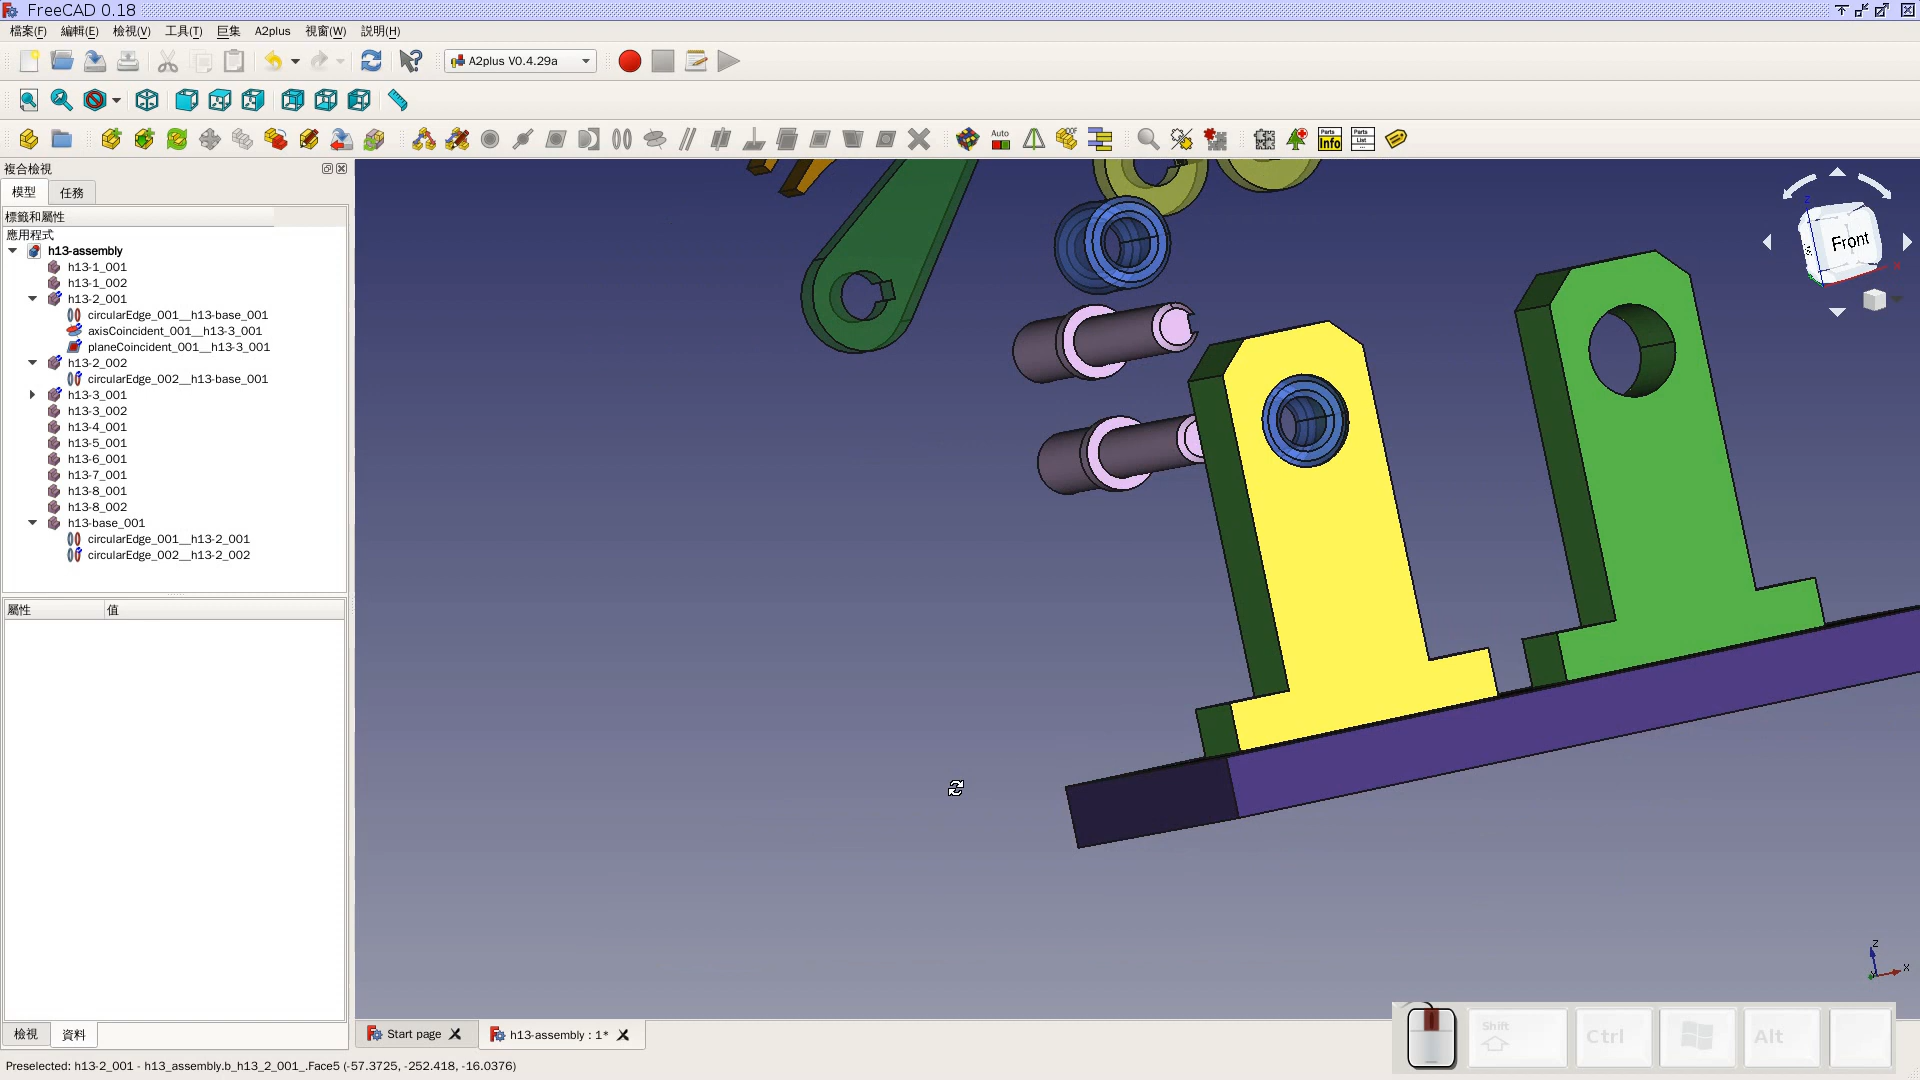 FreeCAD 0.18
檔案(F) 編輯(E) 檢視(V) 工具(T) 巨集 A2plus 視窗(W) 説明(H)
A2plus V0.4.29a
Auto
DOF
Parts Info
Parts List
複合檢視
模型 任務
標籤和屬性
應用程式
h13-assembly
h13-1_001
h13-1_002
h13-2_001
circularEdge_001__h13-base_001
axisCoincident_001__h13-3_001
planeCoincident_001__h13-3_001
h13-2_002
circularEdge_002__h13-base_001
h13-3_001
h13-3_002
h13-4_001
h13-5_001
h13-6_001
h13-7_001
h13-8_001
h13-8_002
h13-base_001
circularEdge_001__h13-2_001
circularEdge_002__h13-2_002
屬性 值
檢視 資料
Front
Z
X
Z
X
Start page
h13-assembly : 1*
Shift
Ctrl
Alt
Preselected: h13-2_001 - h13_assembly.b_h13_2_001_.Face5 (-57.3725, -252.418, -16.0376)